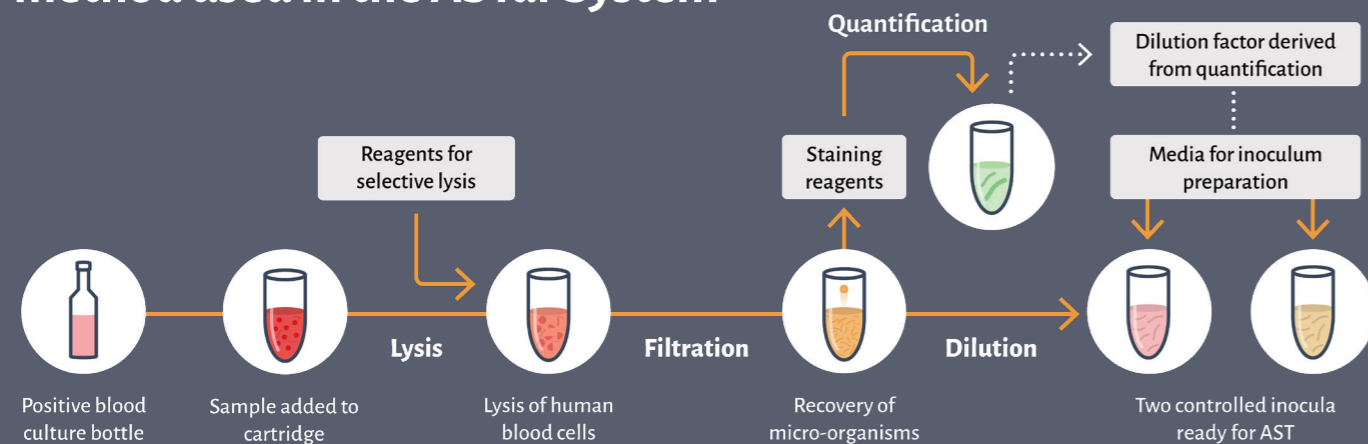 Quantification
Dilution factor derived
from quantification
Reagents for
selective lysis
Staining
reagents
Media for inoculum
preparation
Lysis
Filtration
Dilution
Positive blood
culture bottle
Sample added to
cartridge
Lysis of human
blood cells
Recovery of
micro-organisms
Two controlled inocula
ready for AST